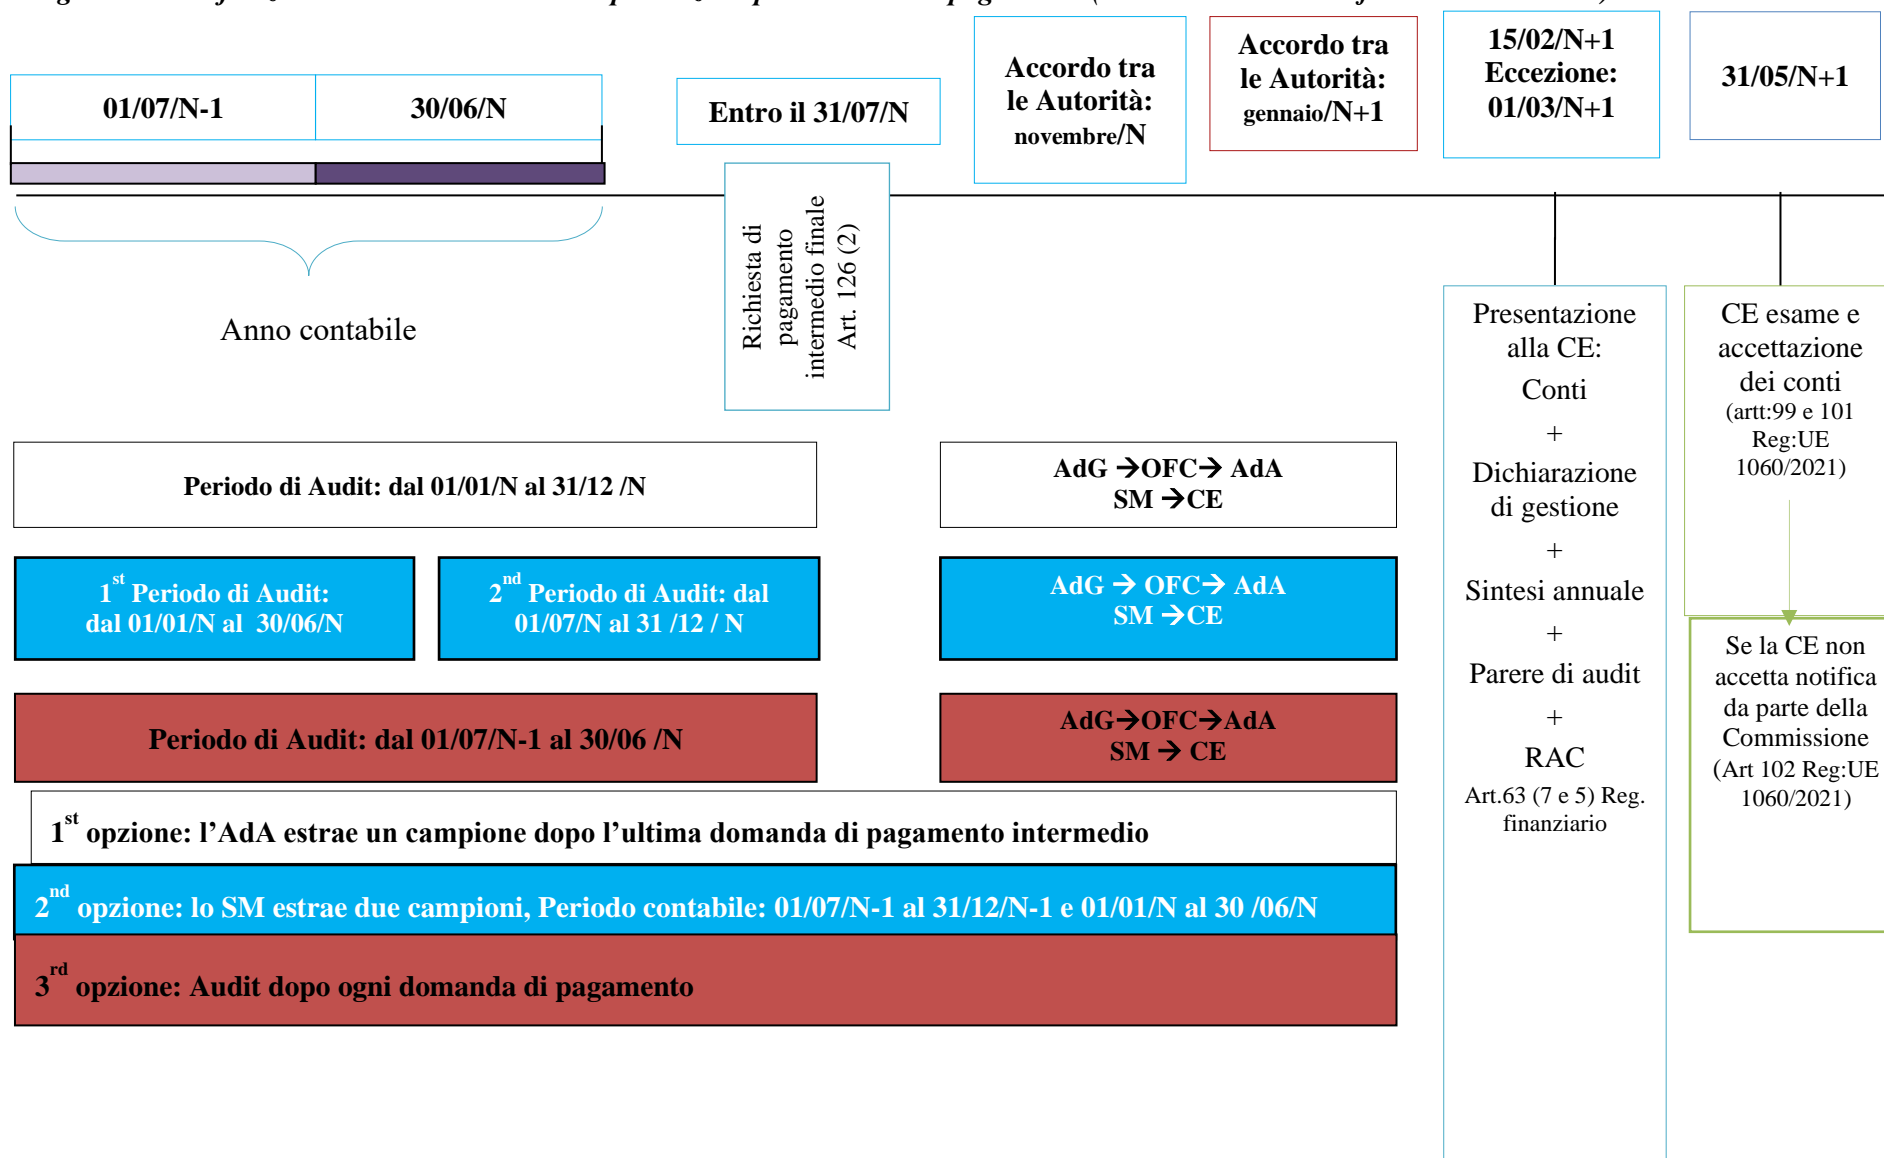 01/07/N-1
30/06/N
Entro il 31/07/N
Accordo tra
le Autorità:
novembre/N
Accordo tra
le Autorità:
gennaio/N+1
15/02/N+1
Eccezione:
01/03/N+1
31/05/N+1
Anno contabile
Richiesta di
pagamento
intermedio finale
Art. 126 (2)
Periodo di Audit: dal 01/01/N al 31/12 /N
AdG →OFC→ AdA
SM →CE
1st Periodo di Audit:
dal 01/01/N al 30/06/N
2nd Periodo di Audit: dal
01/07/N al 31 /12 / N
AdG → OFC→ AdA
SM →CE
Periodo di Audit: dal 01/07/N-1 al 30/06 /N
AdG→OFC→AdA
SM → CE
1st opzione: l’AdA estrae un campione dopo l’ultima domanda di pagamento intermedio
2nd opzione: lo SM estrae due campioni, Periodo contabile: 01/07/N-1 al 31/12/N-1 e 01/01/N al 30 /06/N
3rd opzione: Audit dopo ogni domanda di pagamento
Presentazione
alla CE:
Conti
+
Dichiarazione
di gestione
+
Sintesi annuale
+
Parere di audit
+
RAC
Art.63 (7 e 5) Reg.
finanziario
CE esame e
accettazione
dei conti
(artt:99 e 101
Reg:UE
1060/2021)
Se la CE non
accetta notifica
da parte della
Commissione
(Art 102 Reg:UE
1060/2021)